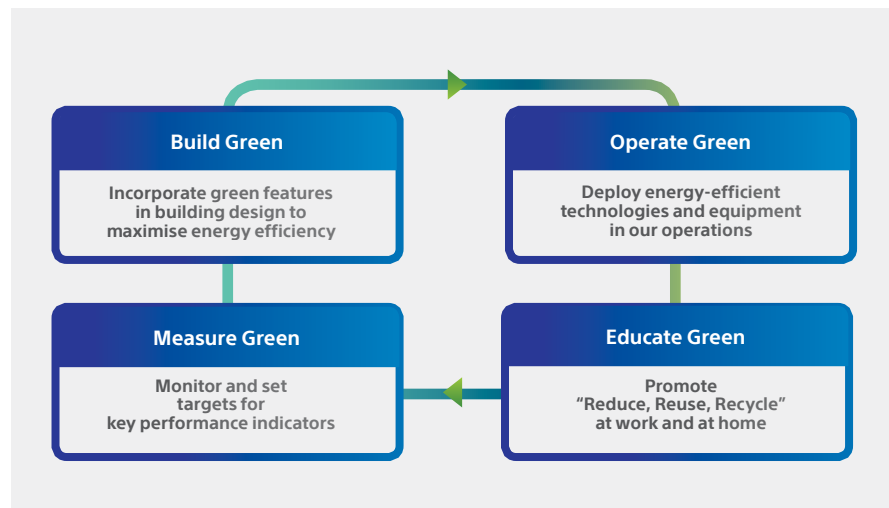 Build Green
Incorporate green features
in building design to
maximise energy efficiency
Operate Green
Deploy energy-efficient
technologies and equipment
in our operations
Measure Green
Monitor and set
targets for
key performance indicators
Educate Green
Promote
“Reduce, Reuse, Recycle”
at work and at home